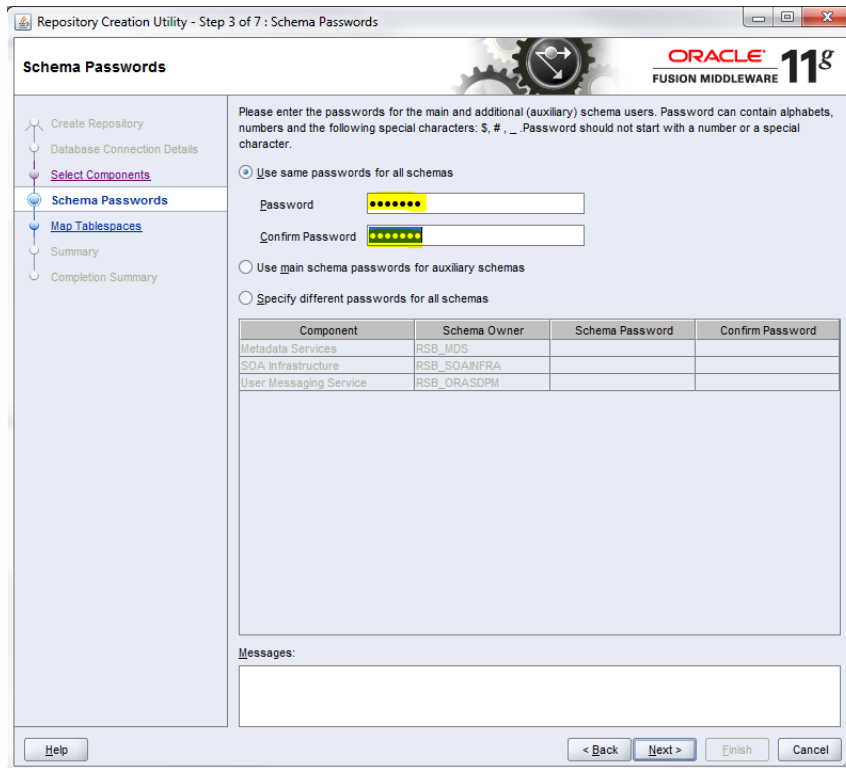 Repository Creation Utility - Step 3 of 7 : Schema Passwords
Schema Passwords
ORACLE
FUSION MIDDLEWARE
11g
Create Repository
Database Connection Details
Select Components
Schema Passwords
Map Tablespaces
Summary
Completion Summary
Please enter the passwords for the main and additional (auxiliary) schema users. Password can contain alphabets,
numbers and the following special characters: $, # , _ .Password should not start with a number or a special
character.
Use same passwords for all schemas
Password •••••••
Confirm Password •••••••
Use main schema passwords for auxiliary schemas
Specify different passwords for all schemas
Component Schema Owner Schema Password Confirm Password
Metadata Services RSB_MDS
SOA Infrastructure RSB_SOAINFRA
User Messaging Service RSB_ORASDPM
Messages:
Help < Back Next > Finish Cancel